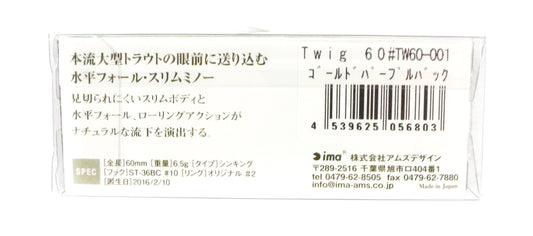 本流大型トラウトの眼前に送り込む
水平フォール・スリムミノー
見切られにくいスリムボディと
水平フォール、ローリングアクションが
ナチュラルな流下を演出する。
SPEC
[全長]60mm [重量]6.5g [タイプ]シンキング
[フック]ST-36BC #10 [リング]オリジナル #2
[誕生日]2016/2/10
Twig 60#TW60-001
ゴールドパープルバック
4 539625 056803
ima 株式会社アムズデザイン
〒289-2516 千葉県旭市ロ404番1
tel 0479-62-8505 fax 0479-62-7880
info@ima-ams.co.jp
Made in Japan